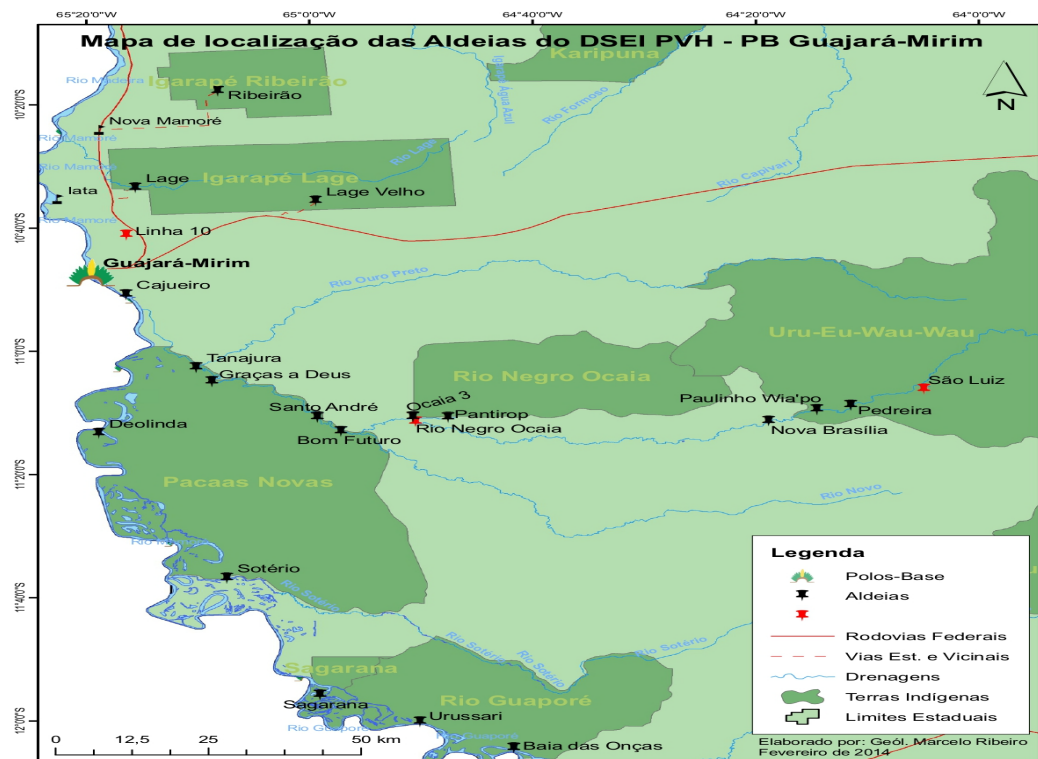 65°20'0"W 65°0'0"W 64°40'0"W 64°20'0"W 64°0'0"W
Mapa de localização das Aldeias do DSEI PVH - PB Guajará-Mirim
Karipuna
Rio Madeira
Igarapé Ribeirão
Ribeirão
Igarapé Água Azul
Rio Formoso
10°20'0"S
Nova Mamoré
Rio Mamoré
Rio Lage
Rio Mamoré
Lage
Igarapé Lage
Rio Capivari
Iata
Lage Velho
Rio Mamoré
Linha 10
10°40'0"S
Guajará-Mirim
Rio Ouro Preto
Cajueiro
Uru-Eu-Wau-Wau
11°0'0"S
Tanajura
Graças a Deus
Rio Negro Ocaia
São Luiz
Ocaia 3
Paulinho Wia'po
Santo André
Pantirop
Pedreira
Deolinda
Rio Negro Ocaia
Nova Brasília
Bom Futuro
11°20'0"S
Pacaas Novas
Rio Novo
Sotério
11°40'0"S
Rio Sotério
Rio Sotério
Rio Sotério
Rio Sotério
Sagarana
Rio Guaporé
Sagarana
12°0'0"S
Urussari
Rio Guaporé
Rio Guaporé
Baia das Onças
0 12,5 25 50 km
N
Legenda
Polos-Base
Aldeias
Rodovias Federais
Vias Est. e Vicinais
Drenagens
Terras Indígenas
Limites Estaduais
Elaborado por: Geól. Marcelo Ribeiro
Fevereiro de 2014